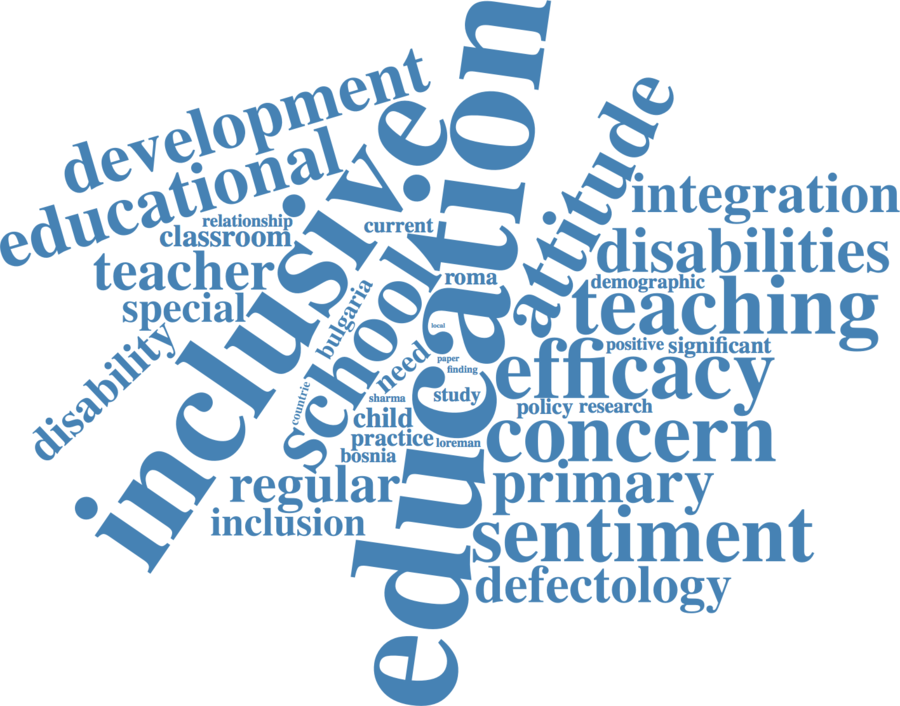 education
inclusive
development
educational
attitude
integration
relationship
classroom
current
disabilities
teacher
roma
demographic
special
bulgaria
school
teaching
local
disability
need
positive
significant
paper
finding
efficacy
countrie
sharma
study
policy
research
child
practice
loreman
concern
bosnia
regular
primary
inclusion
sentiment
defectology